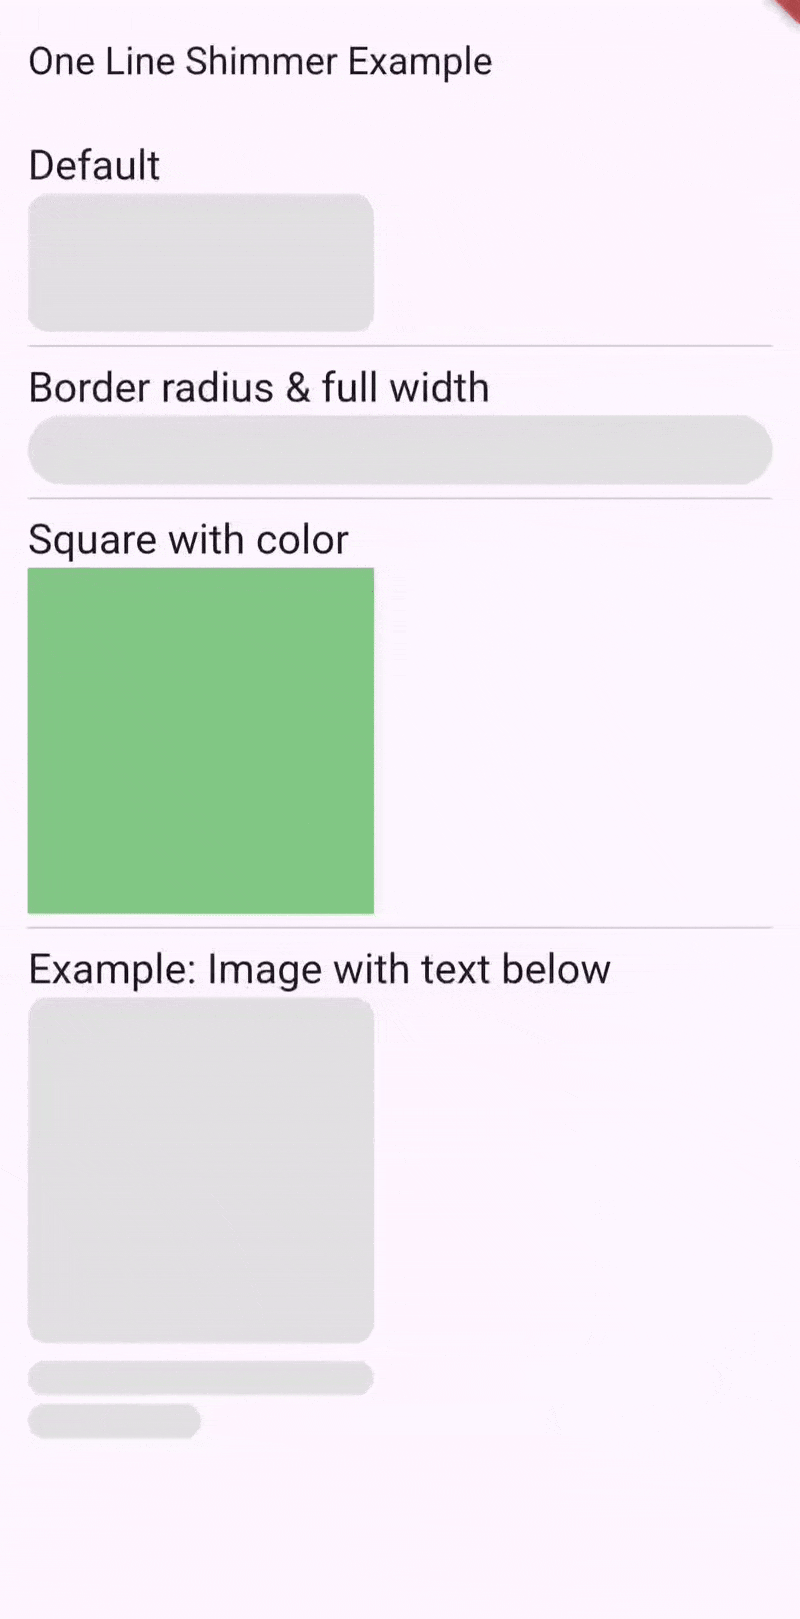 One Line Shimmer Example
Default
Border radius & full width
Square with color
Example: Image with text below